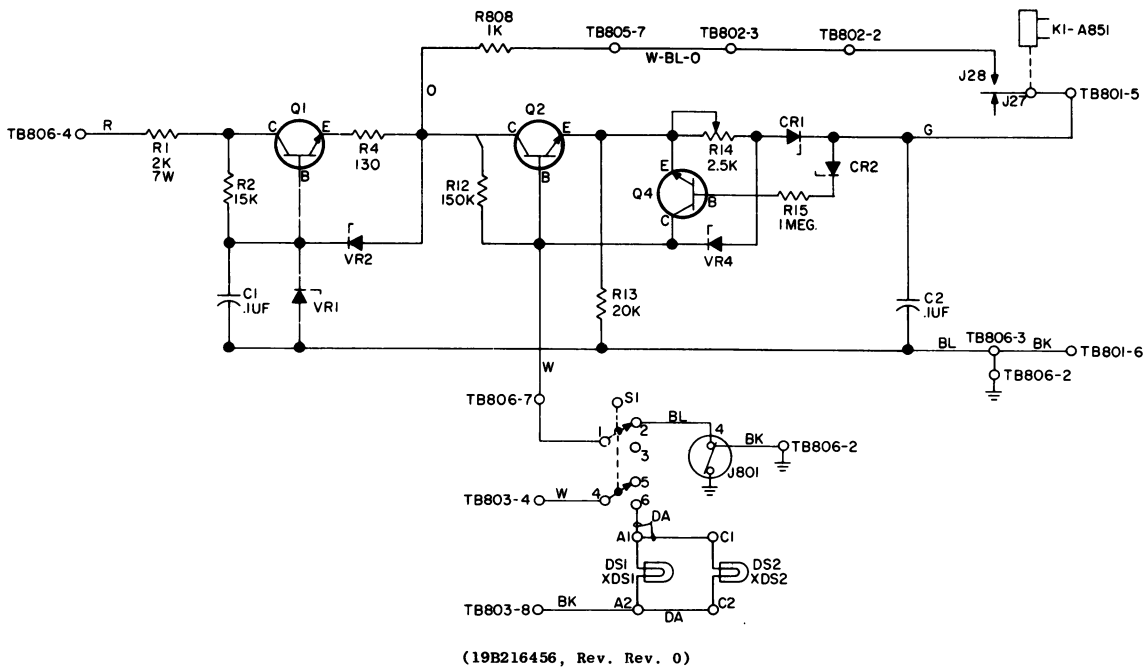 R808
1K
TB805-7
TB802-3
TB802-2
K1-A851
W-BL-O
J28
J27
TB801-5
O
TB806-4
R
R1
2K
7W
Q1
C
E
B
R4
130
Q2
C
E
B
R14
2.5K
CR1
G
R2
15K
R12
150K
Q4
E
B
C
CR2
R15
1MEG.
VR2
VR4
C1
.1UF
VR1
R13
20K
C2
.1UF
TB806-3
BL
BK
TB801-6
TB806-2
W
TB806-7
S1
1
2
BL
4
BK
TB806-2
3
J801
TB803-4
W
4
5
6
DA
A1
C1
DS1
XDS1
DS2
XDS2
TB803-8
BK
A2
C2
DA
(19B216456, Rev. Rev. 0)